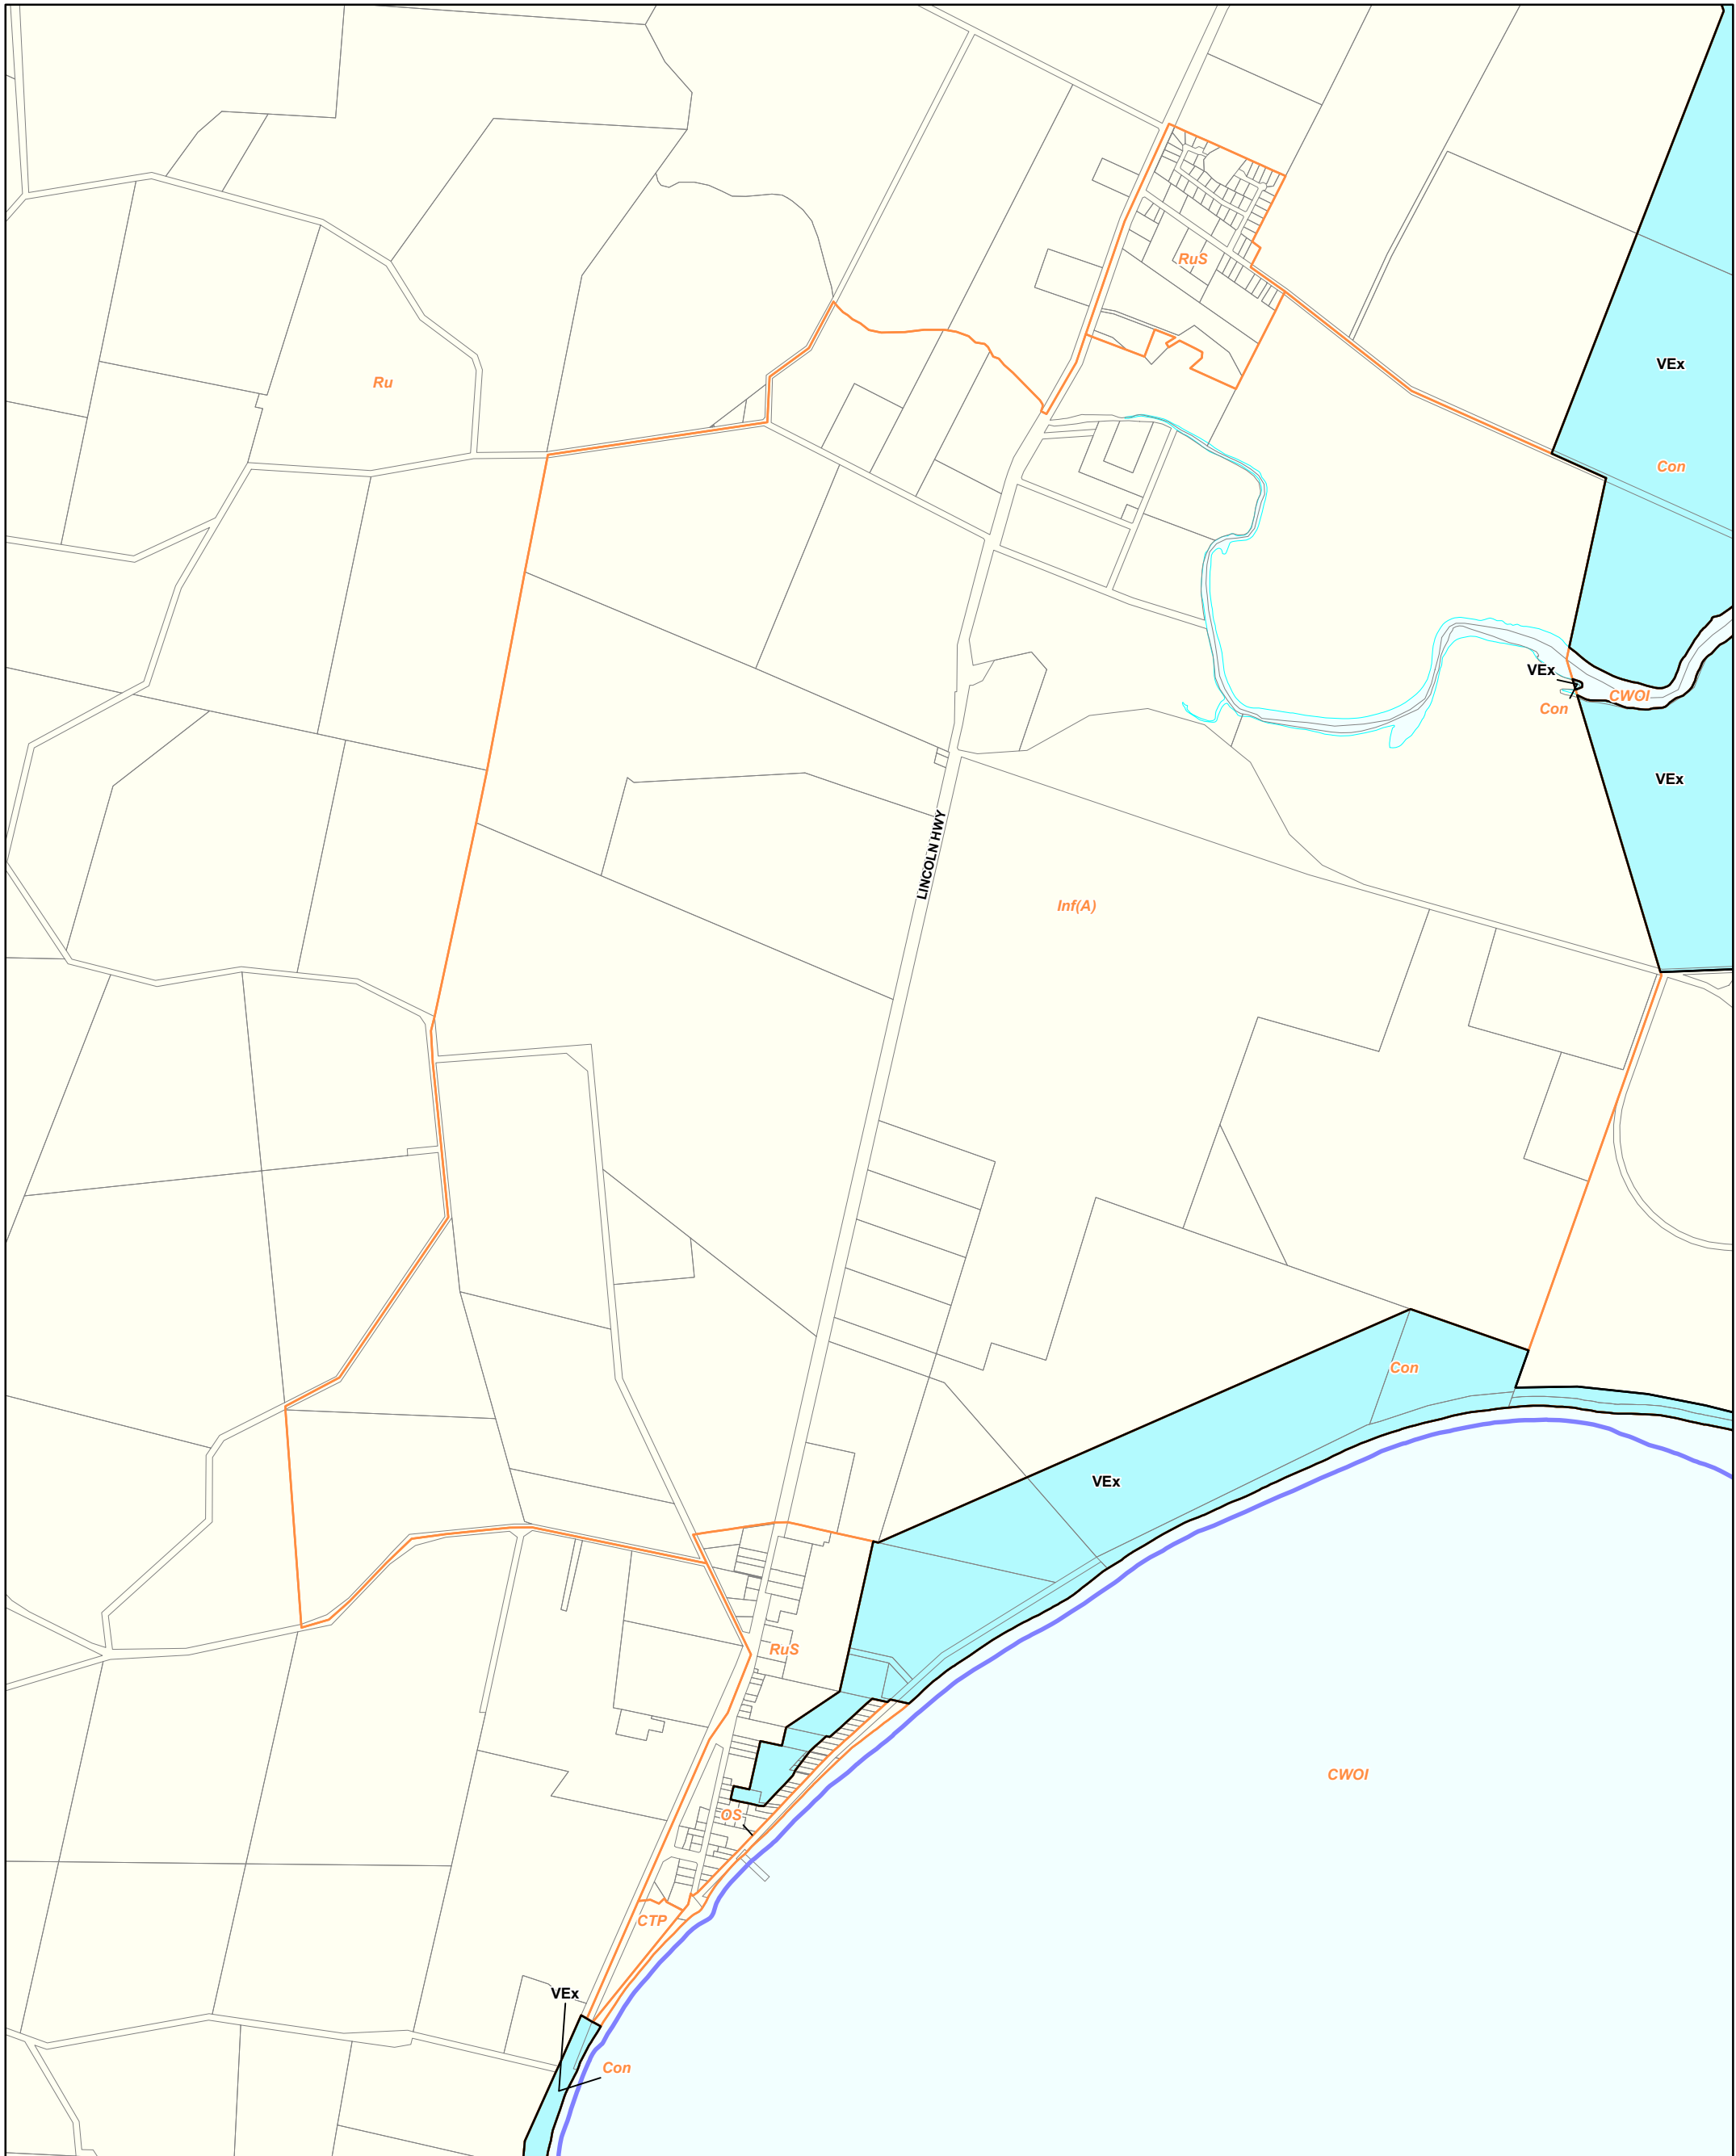 RuS
VEx
Ru
Con
VEx
CWOI
Con
VEx
LINCOLN HWY
Inf(A)
Con
VEx
RuS
CWOI
OS
CTP
VEx
Con